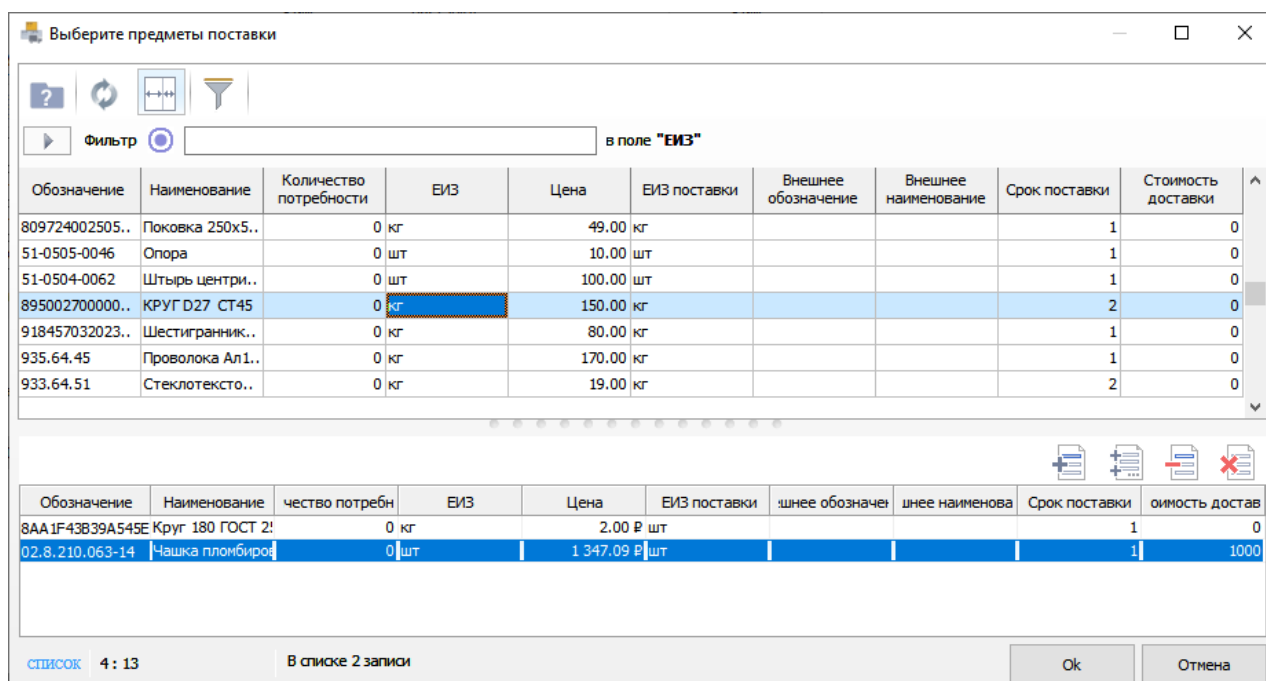 Выберите предметы поставки
Фильтр в поле "ЕИЗ"
Обозначение Наименование Количество потребности ЕИЗ Цена ЕИЗ поставки Внешнее обозначение Внешнее наименование Срок поставки Стоимость доставки
809724002505.. Поковка 250х5.. 0 кг 49.00 кг 1 0
51-0505-0046 Опора 0 шт 10.00 шт 1 0
51-0504-0062 Штырь центри.. 0 шт 100.00 шт 1 0
895002700000.. КРУГ D27 СТ45 0 кг 150.00 кг 2 0
918457032023.. Шестигранник.. 0 кг 80.00 кг 1 0
935.64.45 Проволока Ал1.. 0 кг 170.00 кг 1 0
933.64.51 Стеклотексто.. 0 кг 19.00 кг 2 0
Обозначение Наименование чество потребн ЕИЗ Цена ЕИЗ поставки шнее обозначен шнее наименова Срок поставки оимость достав
8AA1F43B39A545E Круг 180 ГОСТ 25 0 кг 2.00 ₽ шт 1 0
02.8.210.063-14 Чашка пломбиров 0 шт 1 347.09 ₽ шт 1 1000
список 4 : 13 В списке 2 записи Ok Отмена